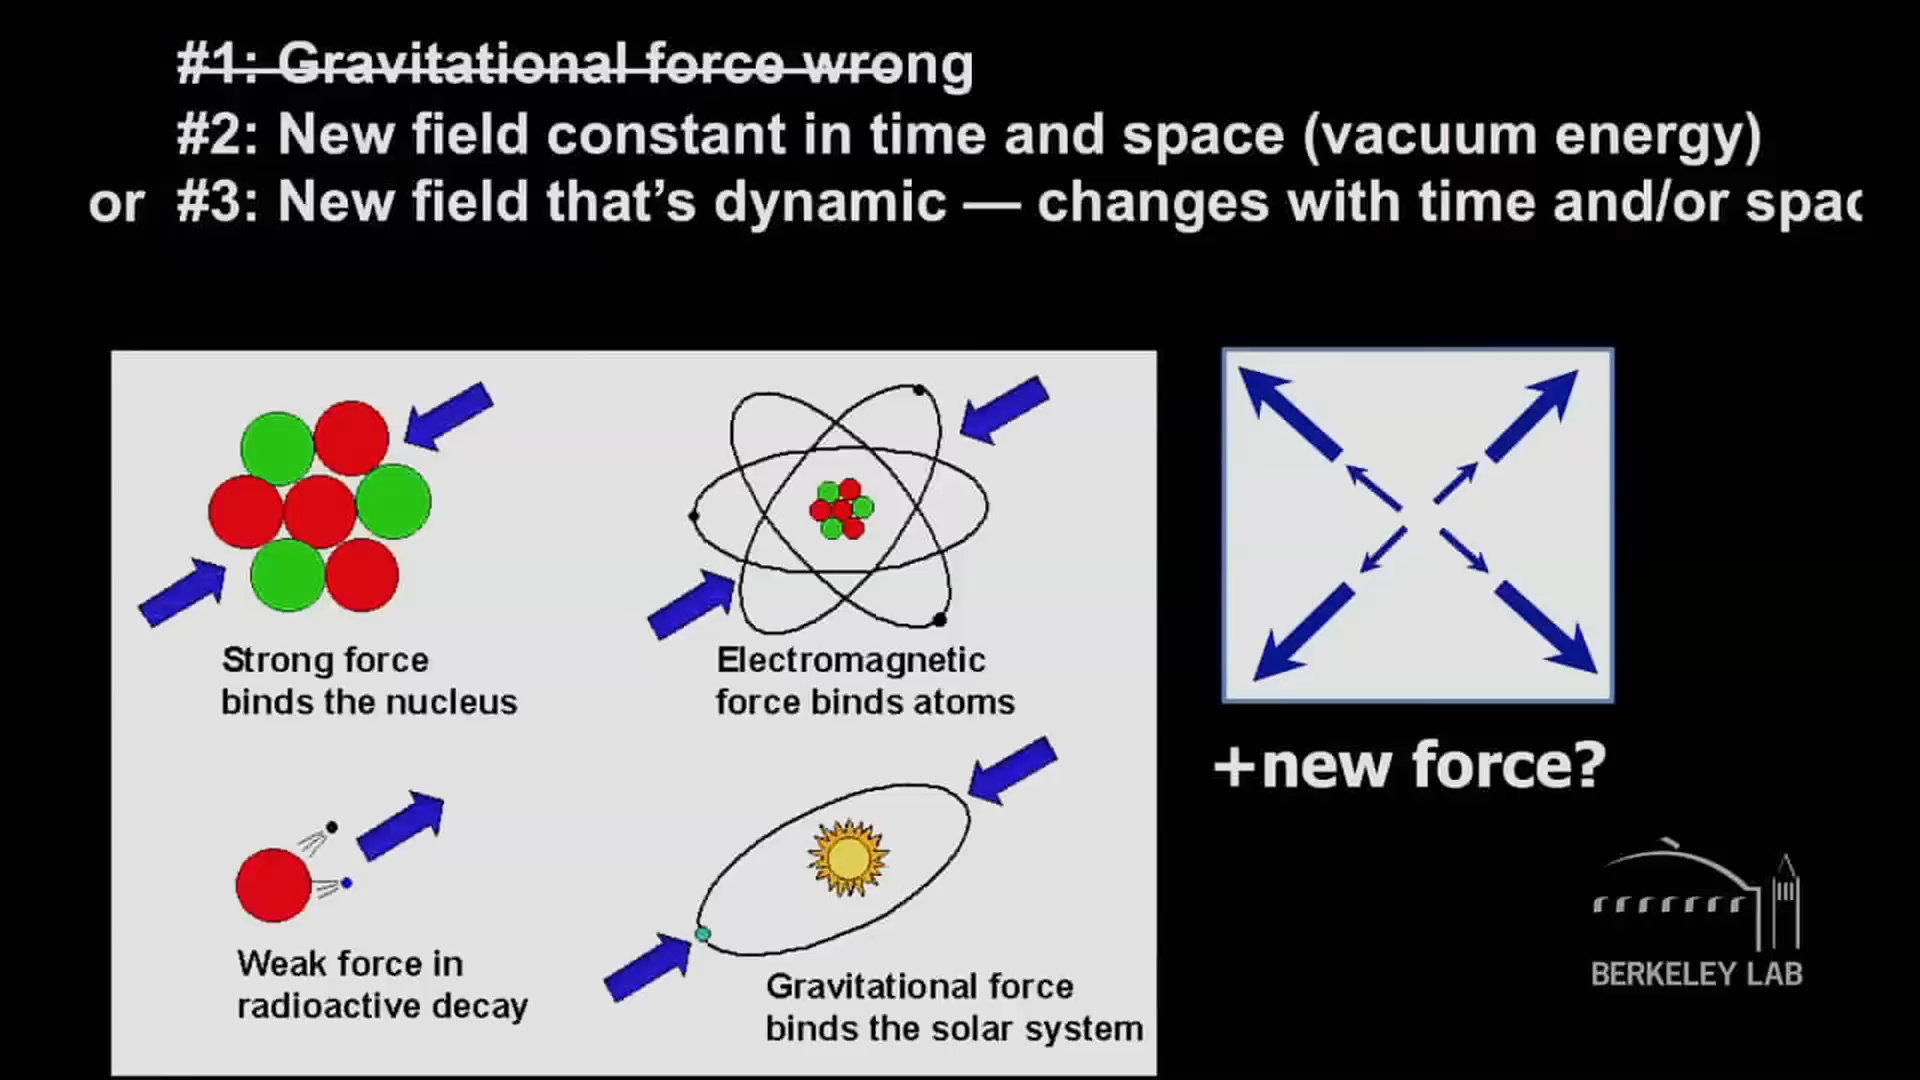 #1: Gravitational force wrong
#2: New field constant in time and space (vacuum energy)
or #3: New field that’s dynamic — changes with time and/or spac
Strong force
binds the nucleus
Electromagnetic
force binds atoms
+new force?
Weak force in
radioactive decay
Gravitational force
binds the solar system
BERKELEY LAB